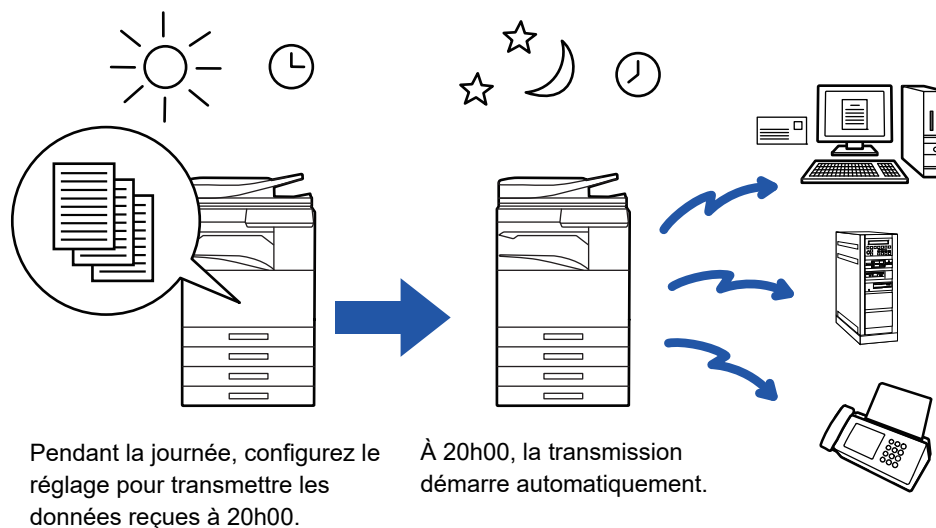 Pendant la journée, configurez le
réglage pour transmettre les
données reçues à 20h00.
À 20h00, la transmission
démarre automatiquement.